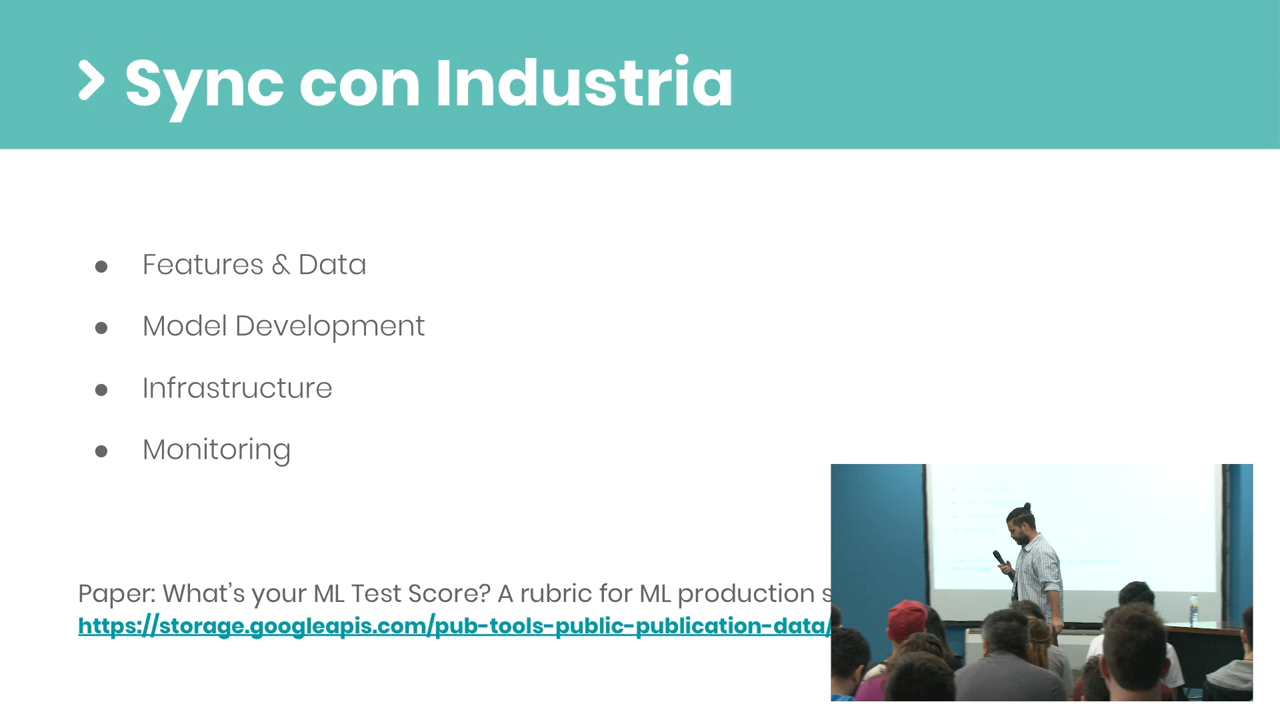 Sync con Industria
Features & Data
Model Development
Infrastructure
Monitoring
Paper: What's your ML Test Score? A rubric for ML production
https://storage.googleapis.com/pub-tools-public-publication-data/